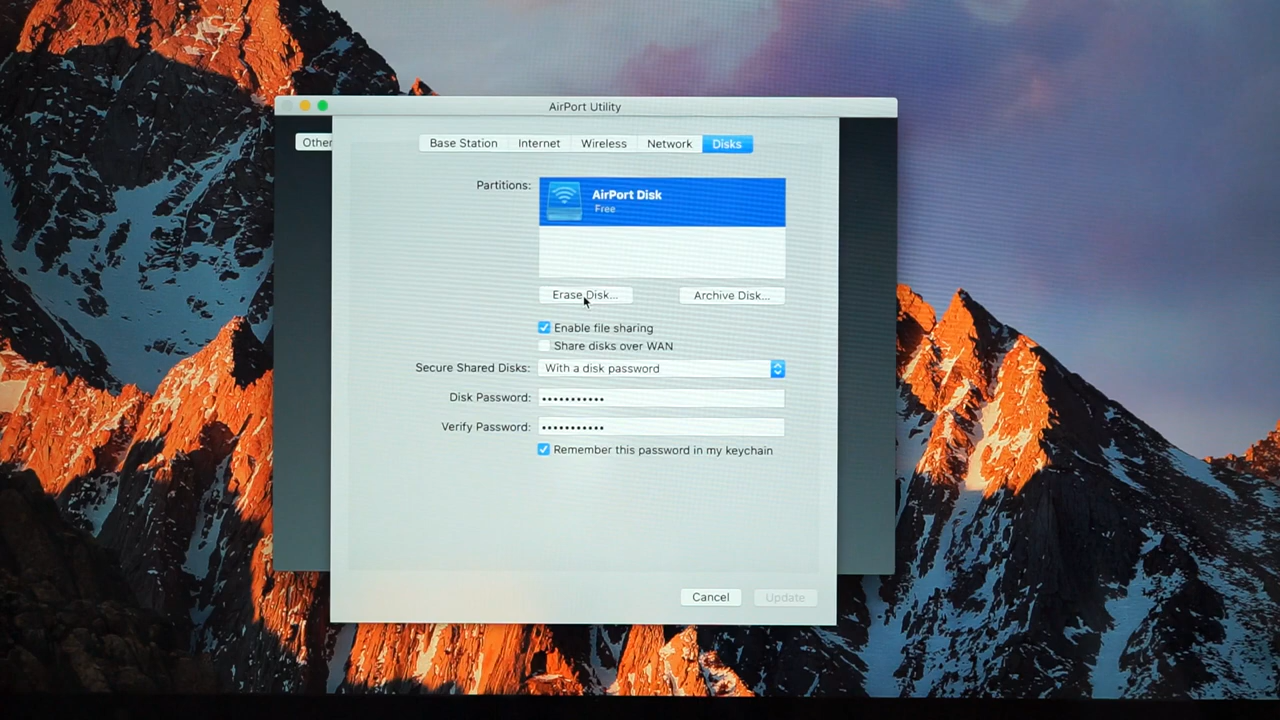 AirPort Utility
Other
Base Station Internet Wireless Network Disks
Partitions: AirPort Disk
Free
Erase Disk... Archive Disk...
Enable file sharing
Share disks over WAN
Secure Shared Disks: With a disk password
Disk Password: •••••••••••
Verify Password: •••••••••••
Remember this password in my keychain
Cancel Update